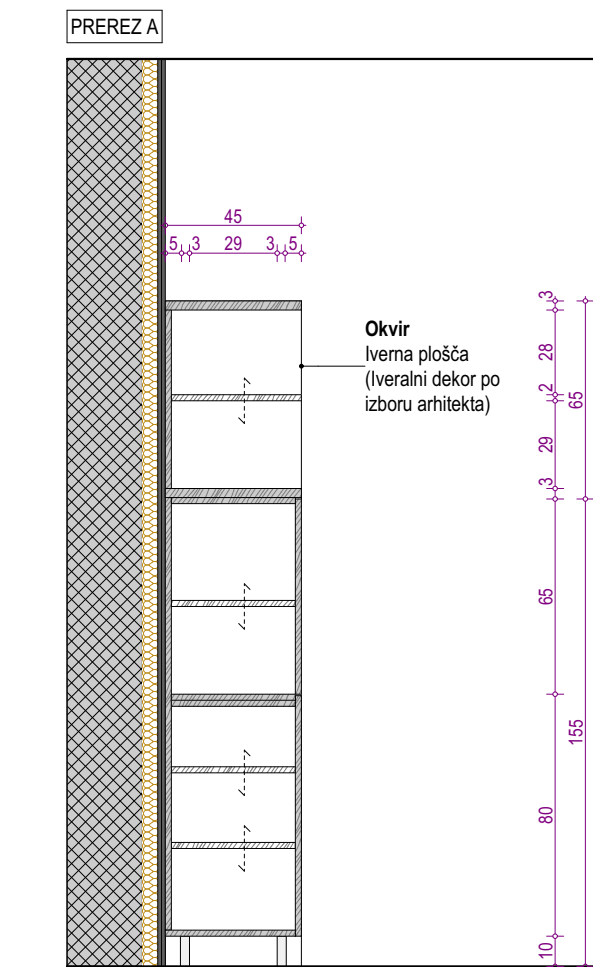 PREREZ A
45
5 3 29 3 5
Okvir
Iverna plošča
(Iveralni dekor po
izboru arhitekta)
3
28
2
65
29
3
65
155
80
10